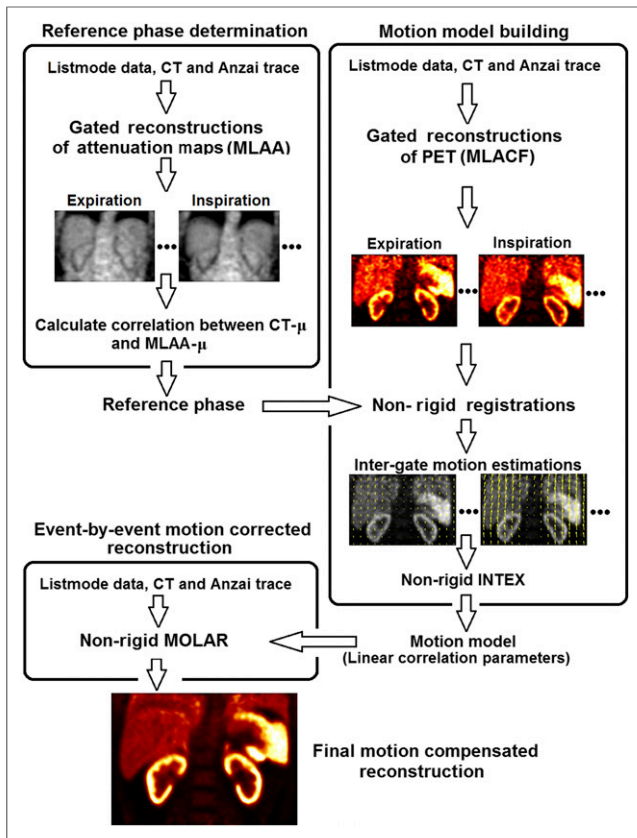 Reference phase determination
Listmode data, CT and Anzai trace
Gated reconstructions
of attenuation maps (MLAA)
Expiration
Inspiration
•••
•••
Calculate correlation between CT-μ
and MLAA-μ
Reference phase
Motion model building
Listmode data, CT and Anzai trace
Gated reconstructions
of PET (MLACF)
Expiration
Inspiration
•••
•••
Non- rigid registrations
Inter-gate motion estimations
•••
•••
Non-rigid INTEX
Motion model
(Linear correlation parameters)
Event-by-event motion corrected
reconstruction
Listmode data, CT and Anzai trace
Non-rigid MOLAR
Final motion compensated
reconstruction